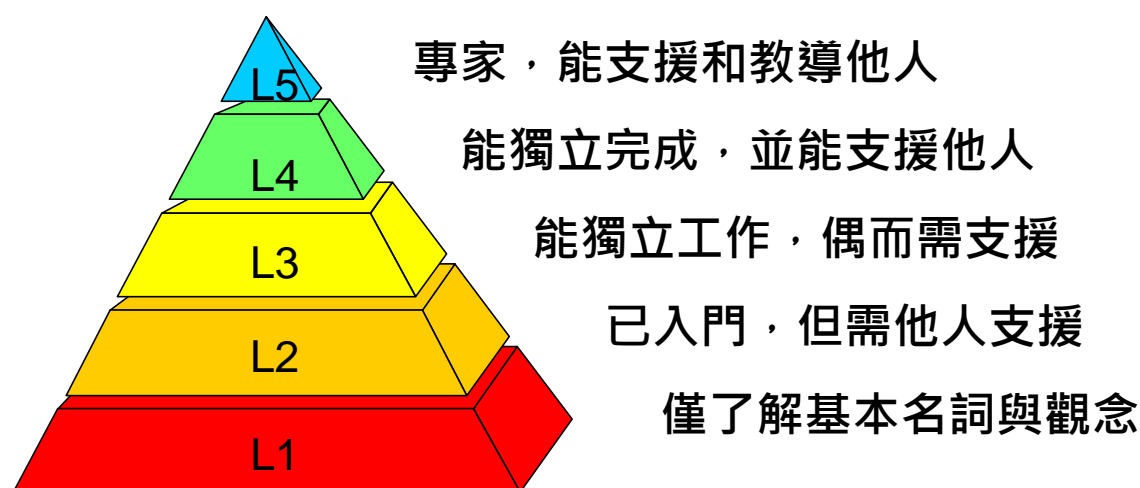 L5 專家，能支援和教導他人
L4 能獨立完成，並能支援他人
L3 能獨立工作，偶而需支援
L2 已入門，但需他人支援
L1 僅了解基本名詞與觀念